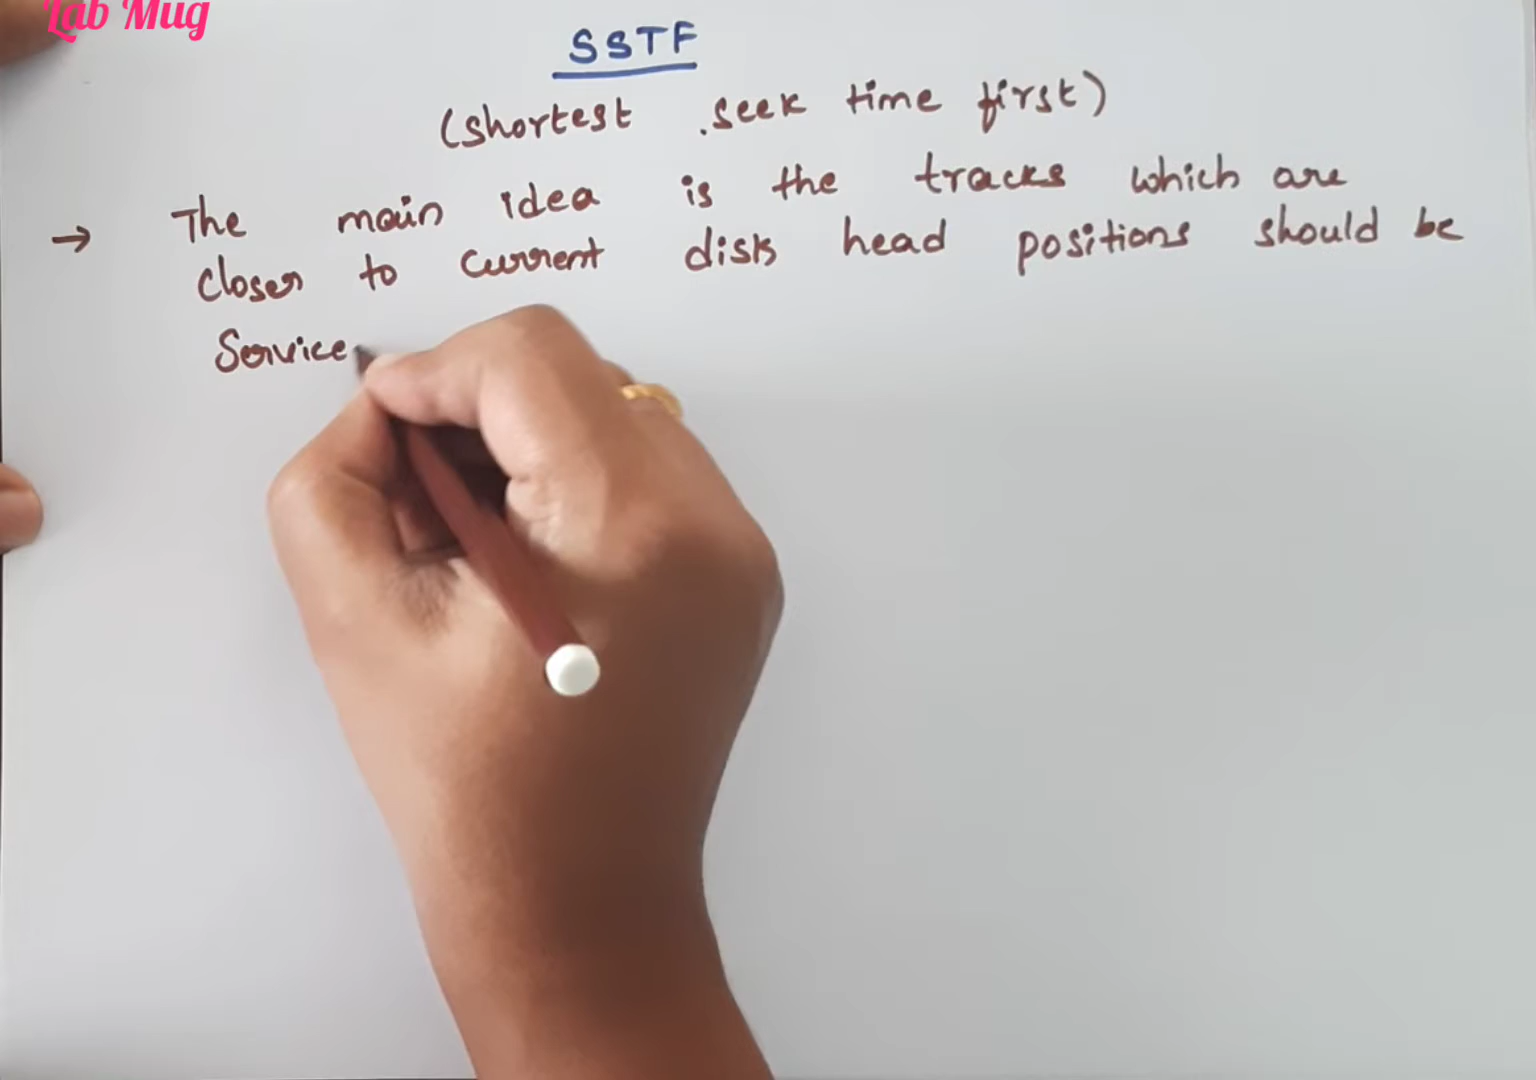 Lab Mug
SSTF
(shortest seek time first)
→ The main idea is the tracks which are
closer to current disk head positions should be
Service